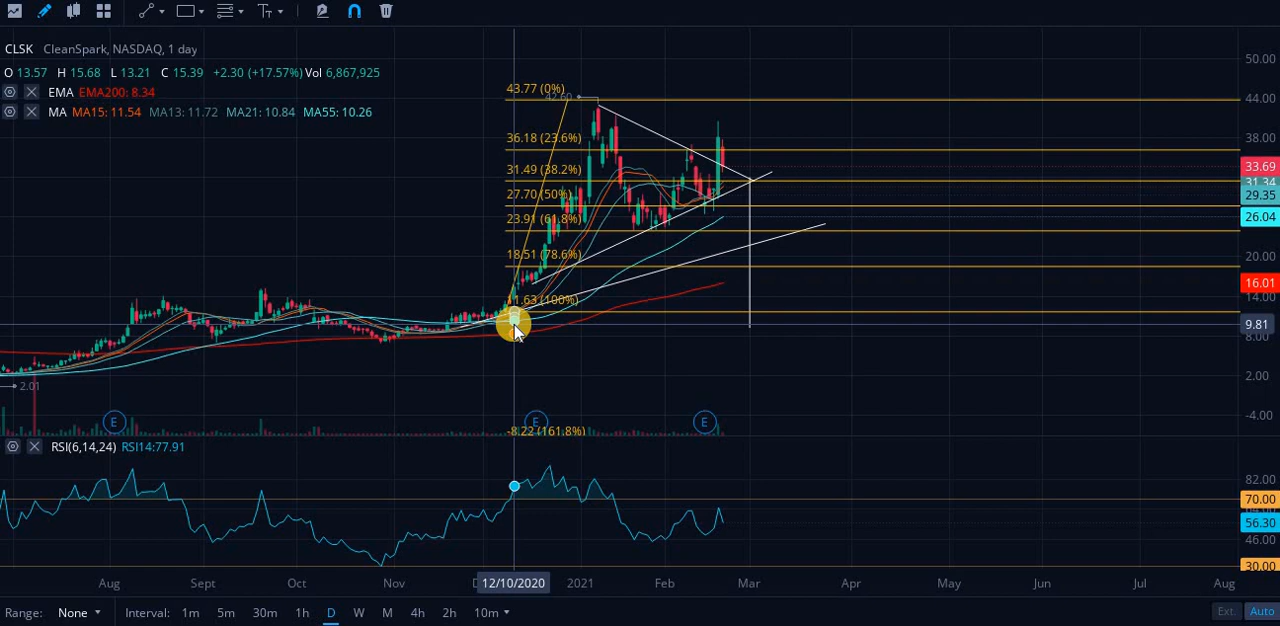 CLSK CleanSpark, NASDAQ, 1 day
O 13.57 H 15.68 L 13.21 C 15.39 +2.30 (+17.57%) Vol 6,867,925
EMA EMA200: 8.34
MA MA15: 11.54 MA13: 11.72 MA21: 10.84 MA55: 10.26
43.77 (0%)
42.60
36.18 (23.6%)
31.49 (38.2%)
27.70 (50%)
23.91 (61.8%)
18.51 (78.6%)
11.63 (100%)
2.01
-8.22 (161.8%)
E
E
E
50.00
44.00
38.00
33.69
31.34
29.35
26.04
20.00
16.01
14.00
9.81
8.00
2.00
-4.00
RSI(6,14,24) RSI14:77.91
82.00
70.00
56.30
46.00
30.00
Aug Sept Oct Nov 12/10/2020 2021 Feb Mar Apr May Jun Jul Aug
Range: None Interval: 1m 5m 30m 1h D W M 4h 2h 10m Ext. Auto